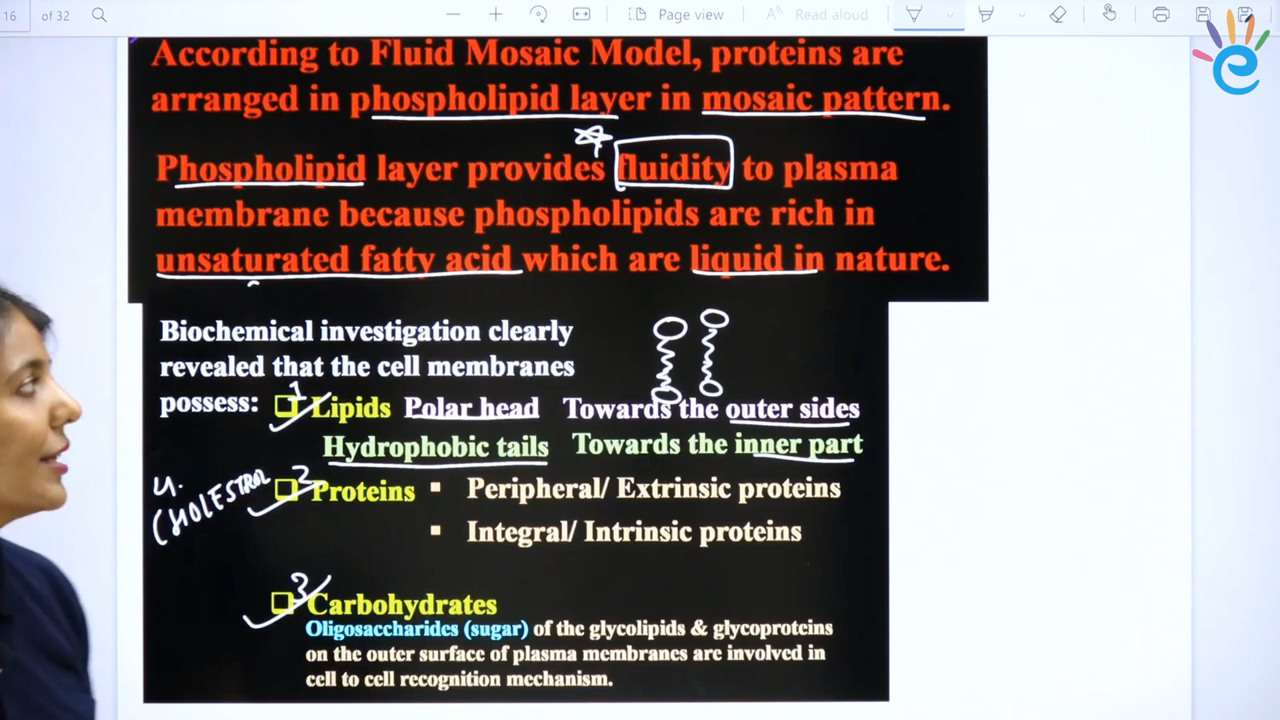 16 of 32 Page view Read aloud
According to Fluid Mosaic Model, proteins are
arranged in phospholipid layer in mosaic pattern.
Phospholipid layer provides fluidity to plasma
membrane because phospholipids are rich in
unsaturated fatty acid which are liquid in nature.
Biochemical investigation clearly
revealed that the cell membranes
possess: 1 Lipids Polar head Towards the outer sides
Hydrophobic tails Towards the inner part
4.
CHOLESTROL
2 Proteins ▪ Peripheral/ Extrinsic proteins
▪ Integral/ Intrinsic proteins
3 Carbohydrates
Oligosaccharides (sugar) of the glycolipids & glycoproteins
on the outer surface of plasma membranes are involved in
cell to cell recognition mechanism.
e